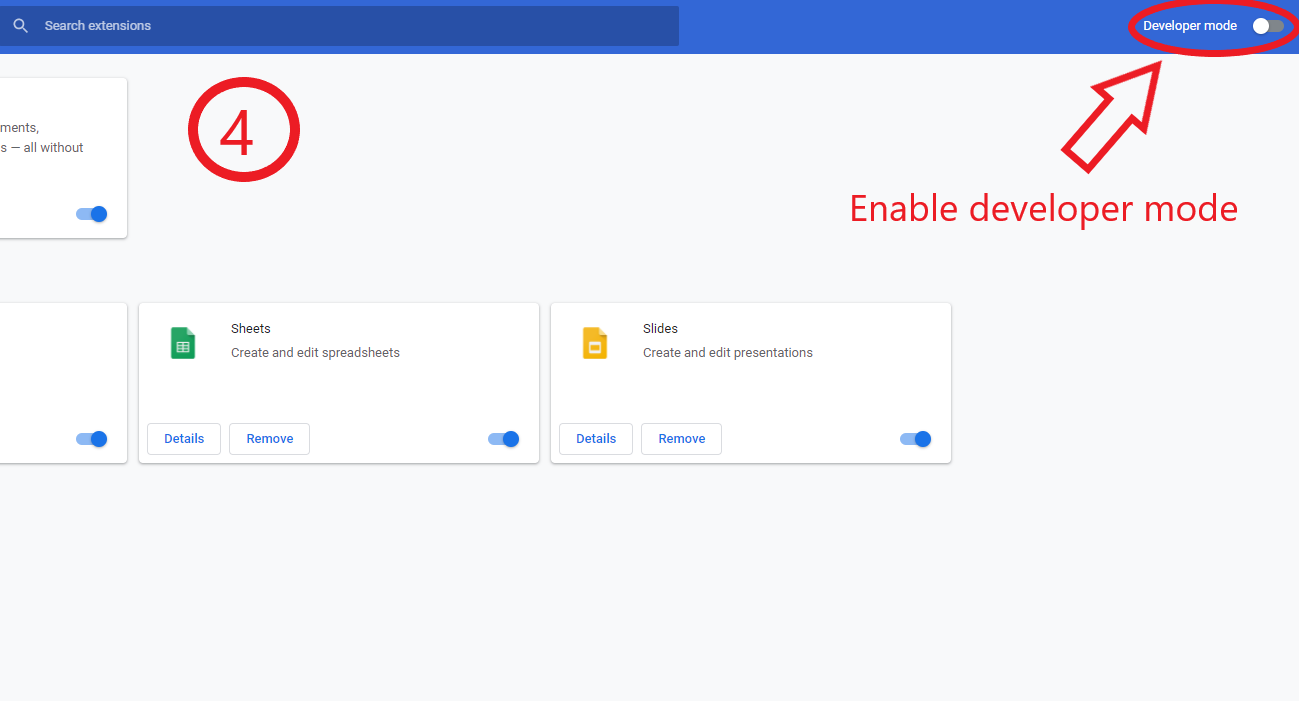 Search extensions
Developer mode
4
ments,
s — all without
Enable developer mode
Sheets
Create and edit spreadsheets
Details
Remove
Slides
Create and edit presentations
Details
Remove